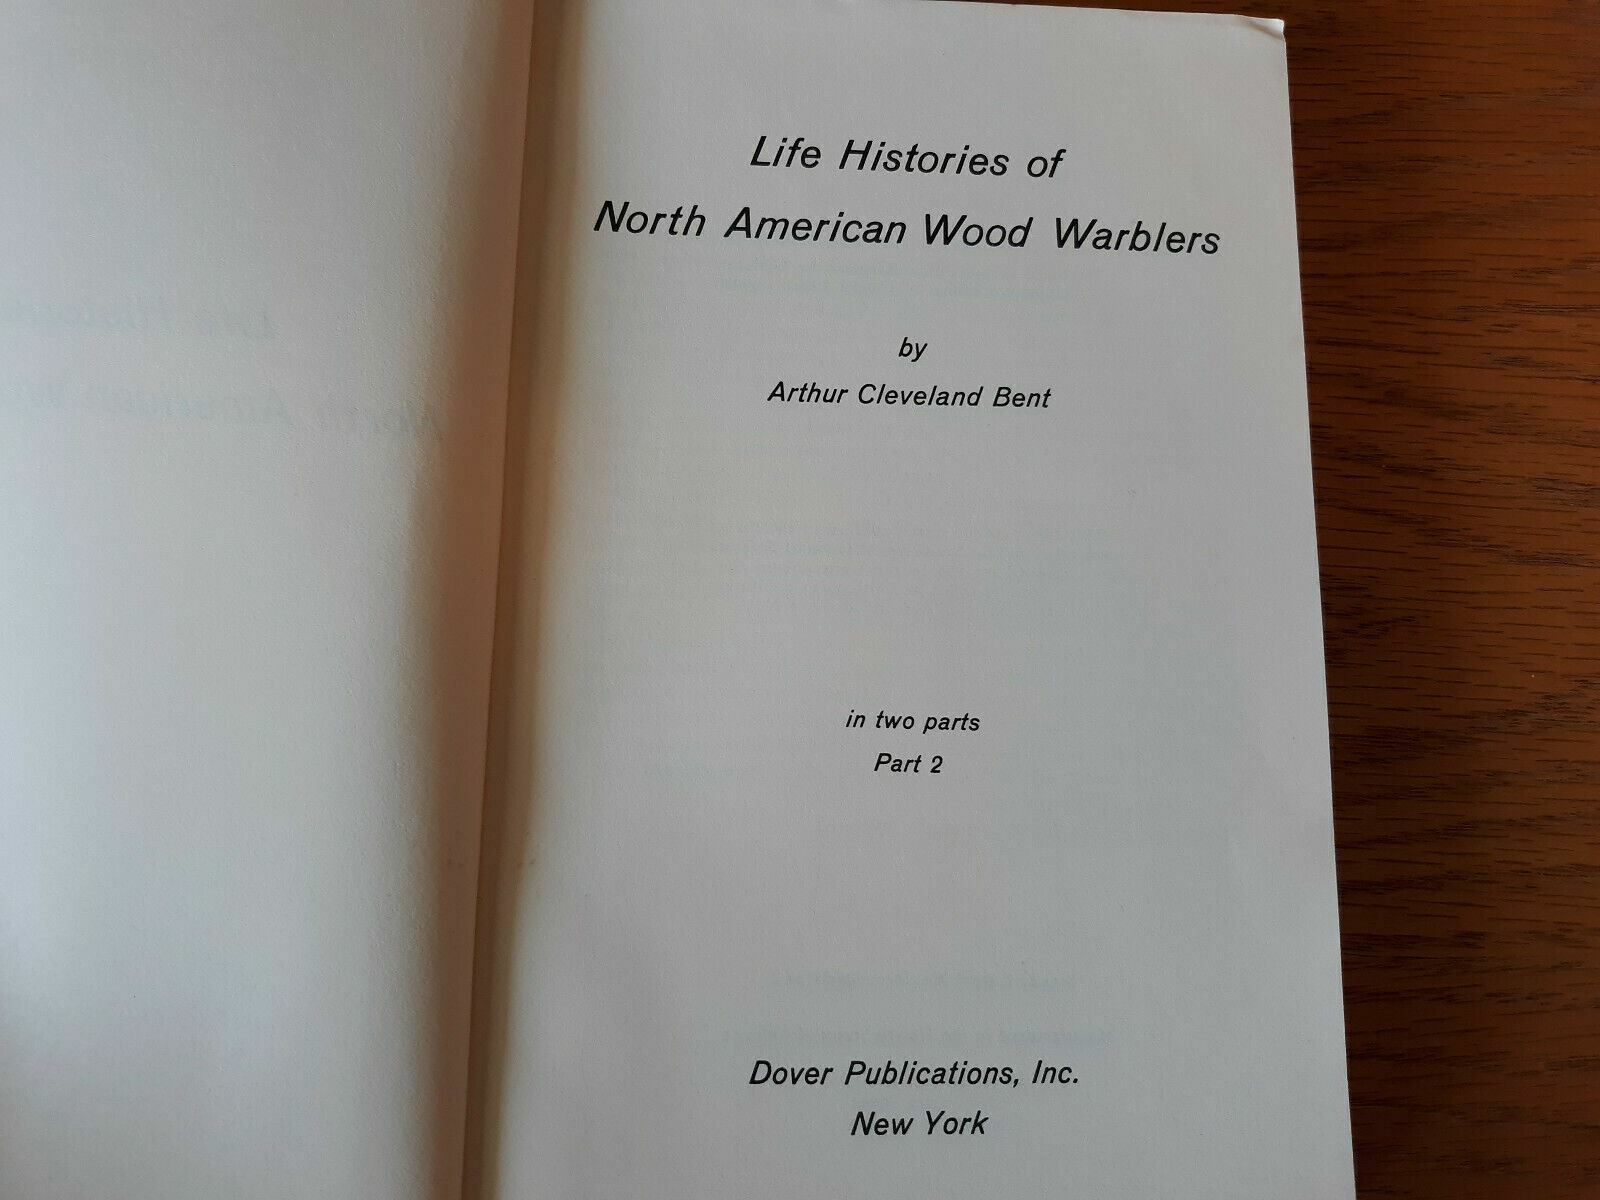 Life Histories of
North American Wood Warblers
by
Arthur Cleveland Bent
in two parts
Part 2
Dover Publications, Inc.
New York